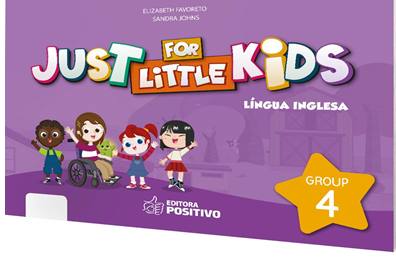 ELIZABETH FAVORETO
SANDRA JOHNS
JUST FOR
LITTLE KIDS
LÍNGUA INGLESA
GROUP
4
EDITORA
POSITIVO